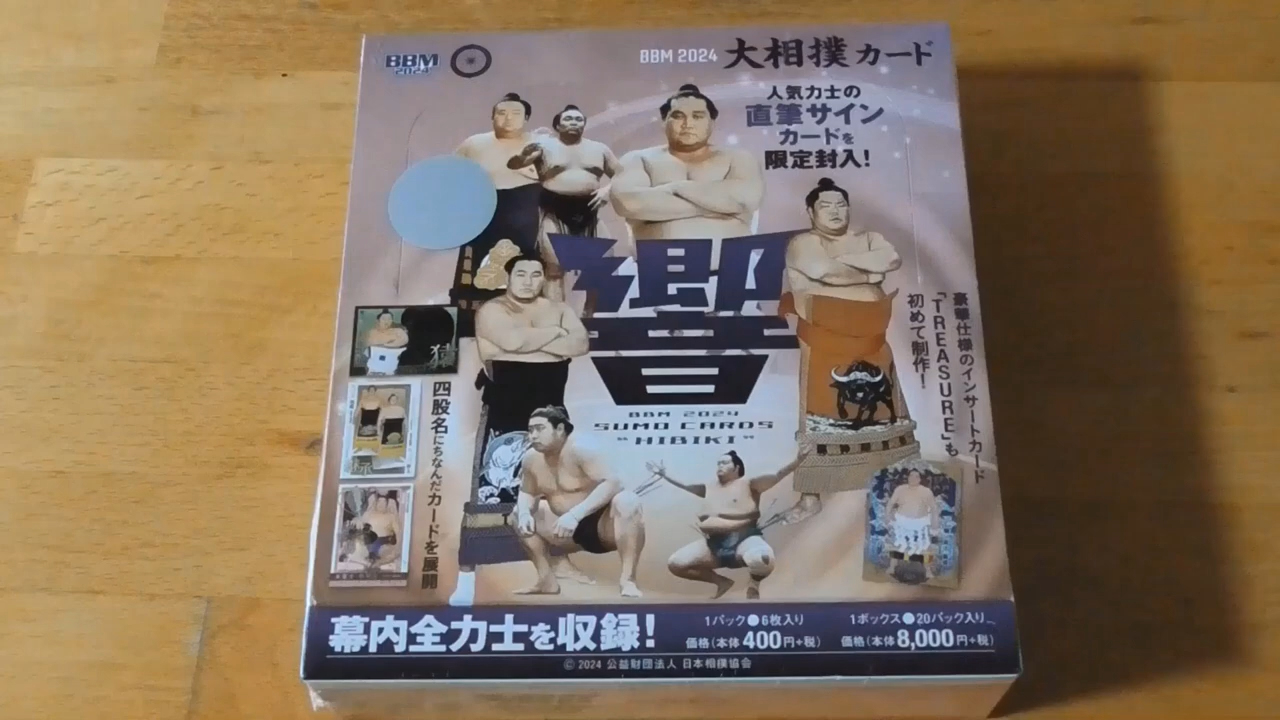 BBM
2024
BBM 2024 大相撲カード
人気力士の
直筆サイン
カードを
限定封入!
響
BBM 2024
SUMO CARDS
"HIBIKI"
豪華仕様のインサートカード
「TREASURE」も
初めて制作!
四股名にちなんだカードを展開
幕内全力士を収録!
1パック●6枚入り
価格(本体400円+税)
1ボックス●20パック入り
価格(本体8,000円+税)
© 2024 公益財団法人 日本相撲協会